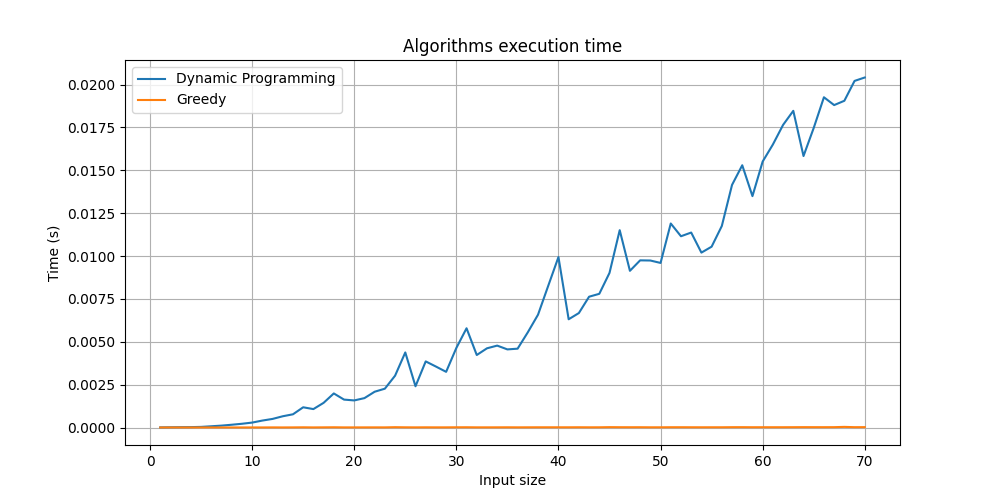 Algorithms execution time
Dynamic Programming
Greedy
0.0200
0.0175
0.0150
0.0125
0.0100
0.0075
0.0050
0.0025
0.0000
Time (s)
0 10 20 30 40 50 60 70
Input size